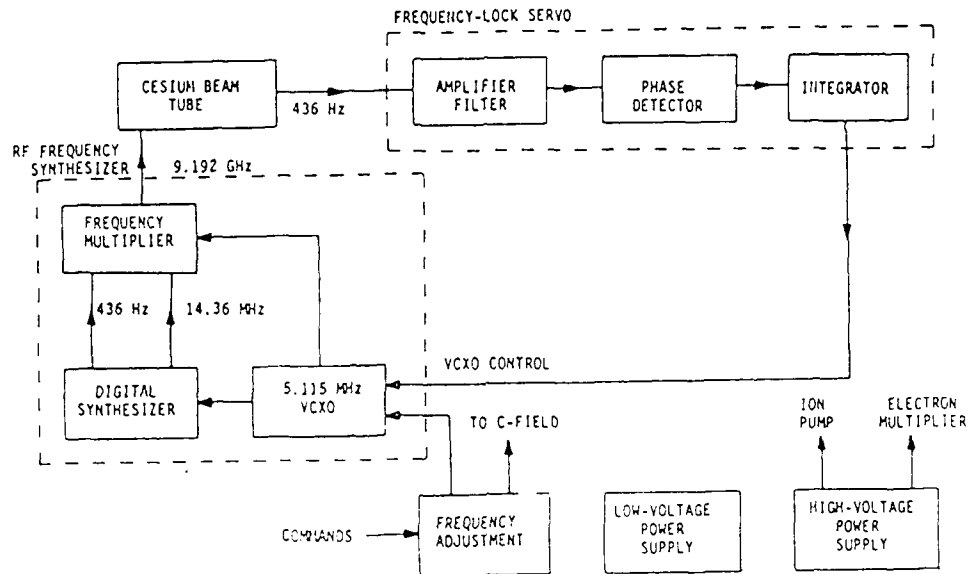 FREQUENCY-LOCK SERVO
CESIUM BEAM
TUBE
436 Hz
AMPLIFIER
FILTER
PHASE
DETECTOR
INTEGRATOR
RF FREQUENCY
SYNTHESIZER
9.192 GHz
FREQUENCY
MULTIPLIER
436 Hz
14.36 MHz
DIGITAL
SYNTHESIZER
5.115 MHz
VCXO
VCXO CONTROL
TO C-FIELD
ION
PUMP
ELECTRON
MULTIPLIER
COMMANDS
FREQUENCY
ADJUSTMENT
LOW-VOLTAGE
POWER
SUPPLY
HIGH-VOLTAGE
POWER
SUPPLY